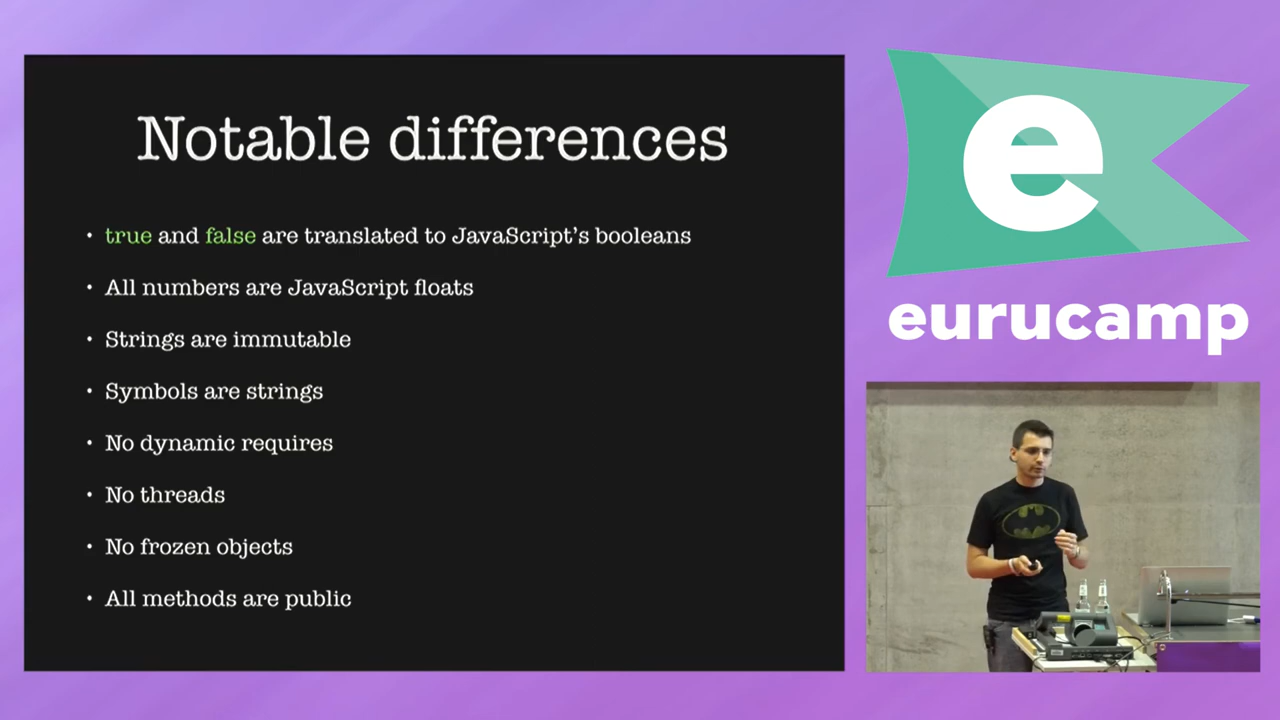 Notable differences
• true and false are translated to JavaScript's booleans
• All numbers are JavaScript floats
• Strings are immutable
• Symbols are strings
• No dynamic requires
• No threads
• No frozen objects
• All methods are public
e
eurucamp